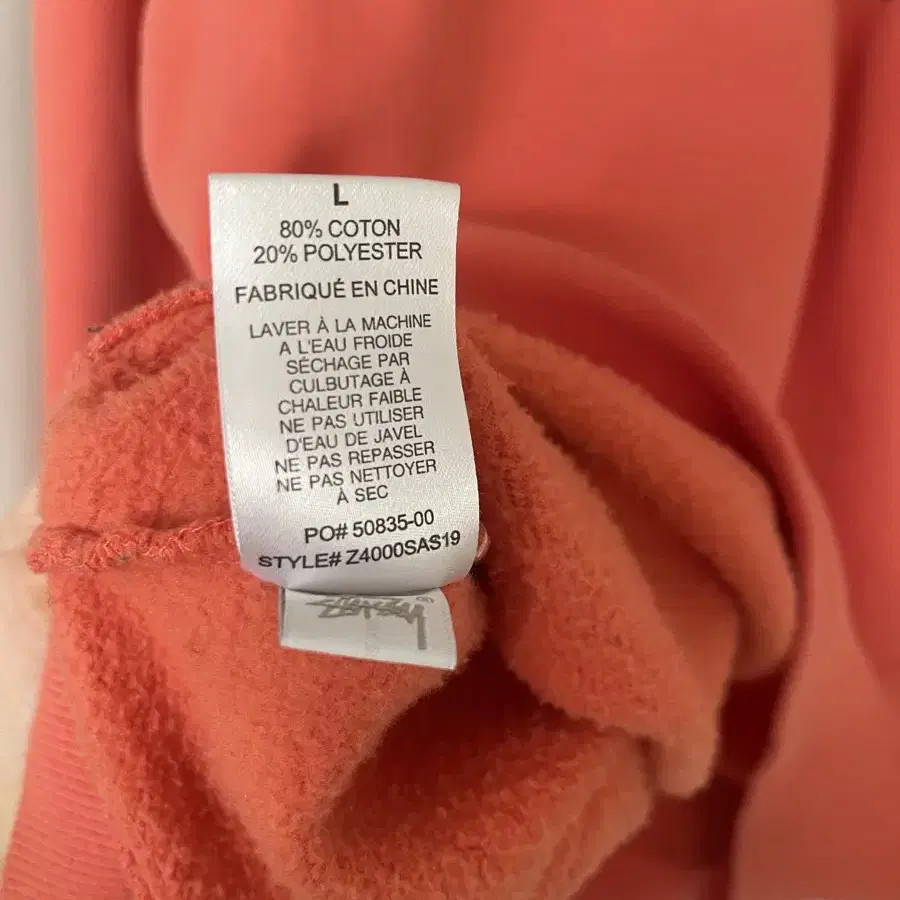 L
80% COTON
20% POLYESTER
FABRIQUÉ EN CHINE
LAVER À LA MACHINE
A L'EAU FROIDE
SÉCHAGE PAR
CULBUTAGE À
CHALEUR FAIBLE
NE PAS UTILISER
D'EAU DE JAVEL
NE PAS REPASSER
NE PAS NETTOYER
À SEC
PO# 50835-00
STYLE# Z4000SAS19
Stüssy®